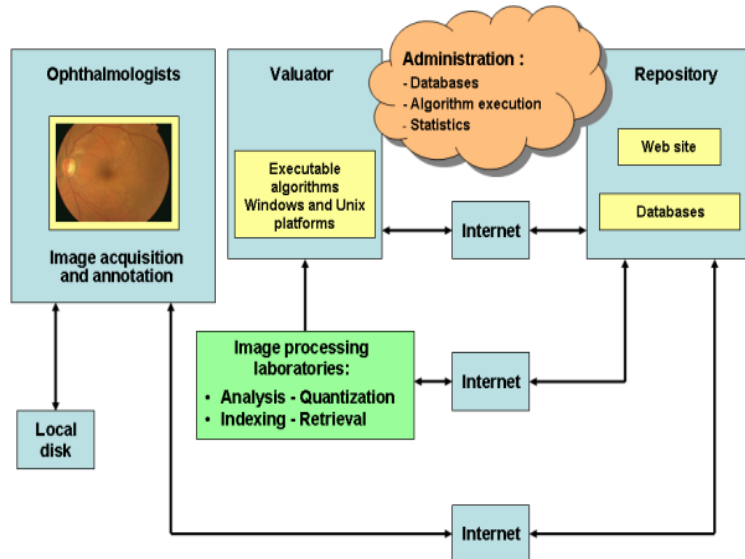 Ophthalmologists
Image acquisition
and annotation
Valuator
Executable
algorithms
Windows and Unix
platforms
Administration :
- Databases
- Algorithm execution
- Statistics
Repository
Web site
Databases
Internet
Image processing
laboratories:
• Analysis - Quantization
• Indexing - Retrieval
Internet
Local
disk
Internet